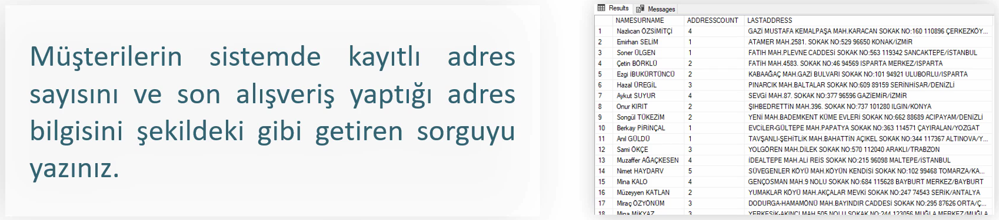 Müşterilerin sistemde kayıtlı adres
sayısını ve son alışveriş yaptığı adres
bilgisini şekildeki gibi getiren sorguyu
yazınız.
Results Messages
NAMESURNAME ADDRESSCOUNT LASTADDRESS
1 Nazlıcan ÖZSİMİTÇİ 4 GAZİ MUSTAFA KEMALPAŞA MAH.KARACAN SOKAK NO:160 110896 ÇERKEZKÖY...
2 Emirhan SELİM 1 ATAMER MAH.2581. SOKAK NO:529 96650 KONAK/İZMİR
3 Soner ÜLGEN 1 FATIH MAH.PLEVNE CADDESİ SOKAK NO:563 119342 SANCAKTEPE/İSTANBUL
4 Çetin BÖRKLÜ 2 FATİH MAH.4583. SOKAK NO:46 94569 ISPARTA MERKEZ/ISPARTA
5 Ezgi İBUKÜRTÜNCÜ 2 KABAAĞAÇ MAH.GAZİ BULVARI SOKAK NO:101 94921 ULUBORLU/ISPARTA
6 Hazal ÜREGİL 3 PINARCIK MAH.BALTALAR SOKAK NO:609 89159 SERİNHİSAR/DENİZLİ
7 Aykut SUYUR 4 SEVGİ MAH.87. SOKAK NO:377 96596 GAZİEMİR/İZMİR
8 Onur KIRIT 2 ŞIHBEDRETTİN MAH.396. SOKAK NO:737 101280 ILGIN/KONYA
9 Songül TÜKEZİM 2 YENİ MAH.BADEMKENT KÜME EVLERİ SOKAK NO:662 88689 ACIPAYAM/DENİZLİ
10 Berkay PİRİNÇAL 1 EVCİLER-GÜLTEPE MAH.PAPATYA SOKAK NO:363 114571 ÇAYIRALAN/YOZGAT
11 Anıl GÜLDÜ 1 TAVŞANLI-ŞEHİTLİK MAH.BAHATTİN AÇIKEL SOKAK NO:344 117367 ALTINOVA/Y...
12 Sami ÖKÇE 3 YOLGÖREN MAH.DİLEK SOKAK NO:570 112040 ARAKLI/TRABZON
13 Muzaffer AĞAÇKESEN 4 İDEALTEPE MAH.ALİ REİS SOKAK NO:215 96098 MALTEPE/İSTANBUL
14 Nimet HAYDARV 5 SÜVEGENLER KÖYÜ MAH.KÖYÜN KENDİSİ SOKAK NO:102 99468 TOMARZA/KA...
15 Mina KALO 4 GENÇOSMAN MAH.9 NOLU SOKAK NO:684 115628 BAYBURT MERKEZ/BAYBURT
16 Müzeyyen KATLAN 2 YUMAKLAR KÖYÜ MAH.AKÇALAR MEVKİ SOKAK NO:247 74543 SERİK/ANTALYA
17 Miraç ÖZYÖNÜM 3 DODURGA-HAMAMÖNÜ MAH.BAYINDIR CADDESİ SOKAK NO:295 87626 ORTA/Ç...
18 Mina MİKYAZ 3 YERKESİK-AKINCI MAH.505 NOLU SOKAK NO:244 123056 MUĞLA MERKEZ/MUĞLA